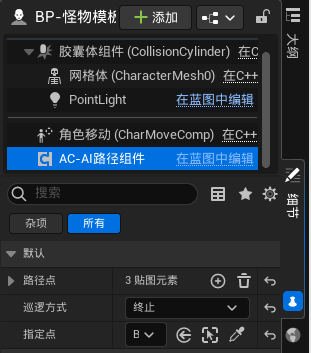 BP-怪物模板
添加
胶囊体组件 (CollisionCylinder) 在C
网格体 (CharacterMesh0) 在C++
PointLight 在蓝图中编辑
角色移动 (CharMoveComp) 在C++
AC-AI路径组件 在蓝图中编辑
搜索
杂项 所有
默认
路径点 3 贴图元素
巡逻方式 终止
指定点 B
大纲
细节